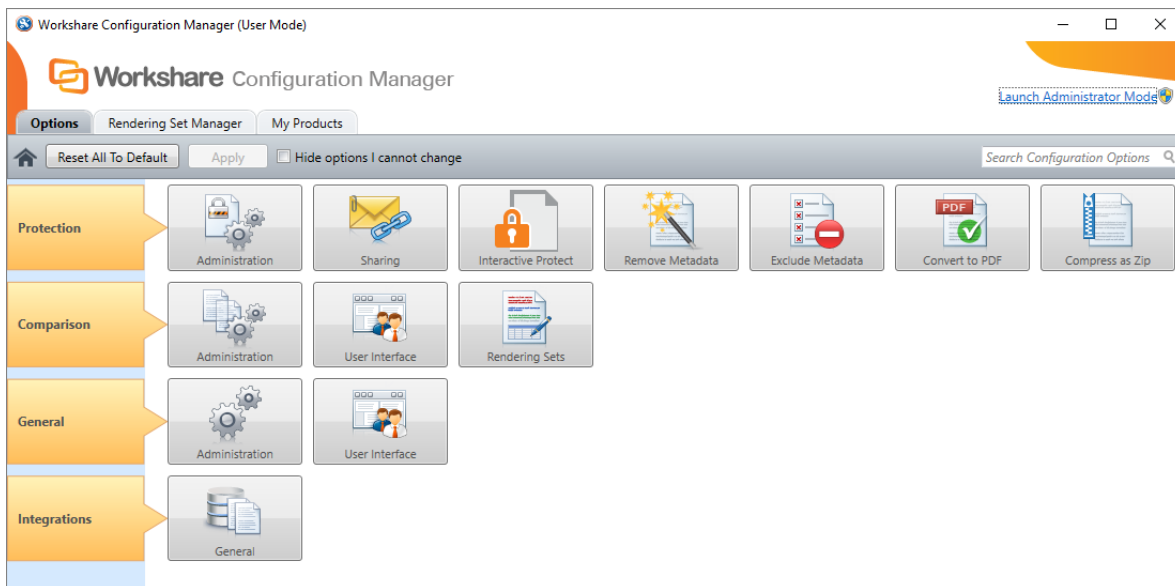 Workshare Configuration Manager (User Mode)
Workshare Configuration Manager
Launch Administrator Mode
Options Rendering Set Manager My Products
Reset All To Default Apply Hide options I cannot change Search Configuration Options
Protection
Administration Sharing Interactive Protect Remove Metadata Exclude Metadata PDF Convert to PDF Compress as Zip
Comparison
Administration User Interface Rendering Sets
General
Administration User Interface
Integrations
General